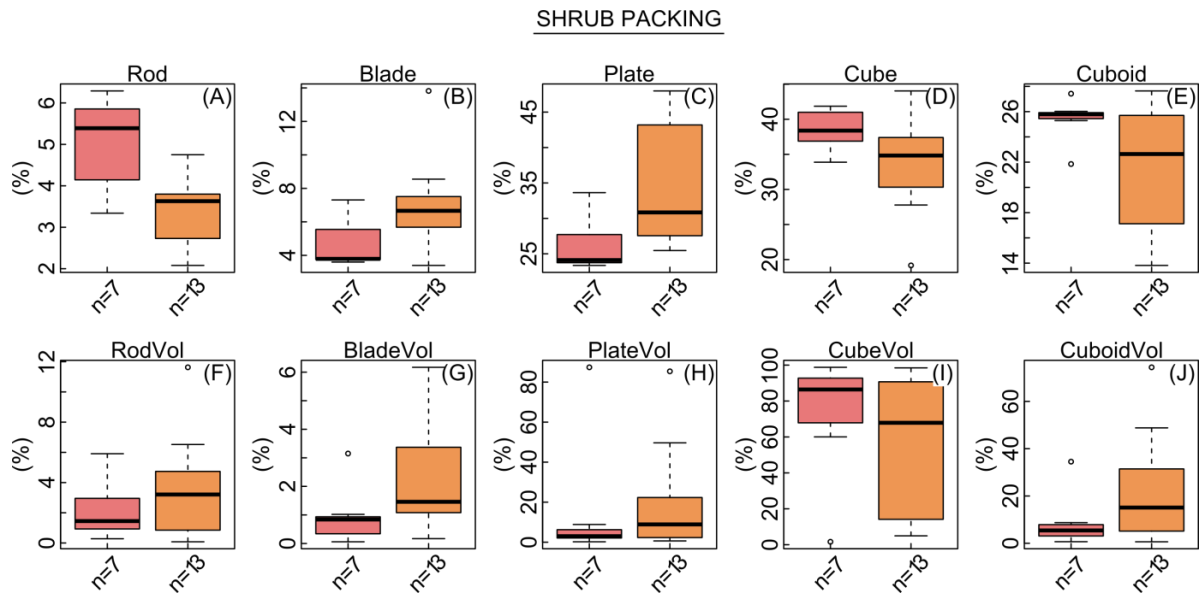 SHRUB PACKING
Rod
Blade
Plate
Cube
Cuboid
(A)
(B)
(C)
(D)
(E)
(%)
6
5
4
3
2
(%)
12
8
4
(%)
45
35
25
(%)
40
30
20
(%)
26
22
18
14
n=7
n=13
n=7
n=13
n=7
n=13
n=7
n=13
n=7
n=13
RodVol
BladeVol
PlateVol
CubeVol
CuboidVol
(F)
(G)
(H)
(I)
(J)
(%)
12
8
4
0
(%)
6
4
2
0
(%)
80
60
40
20
0
(%)
100
80
60
40
20
0
(%)
60
40
20
0
n=7
n=13
n=7
n=13
n=7
n=13
n=7
n=13
n=7
n=13